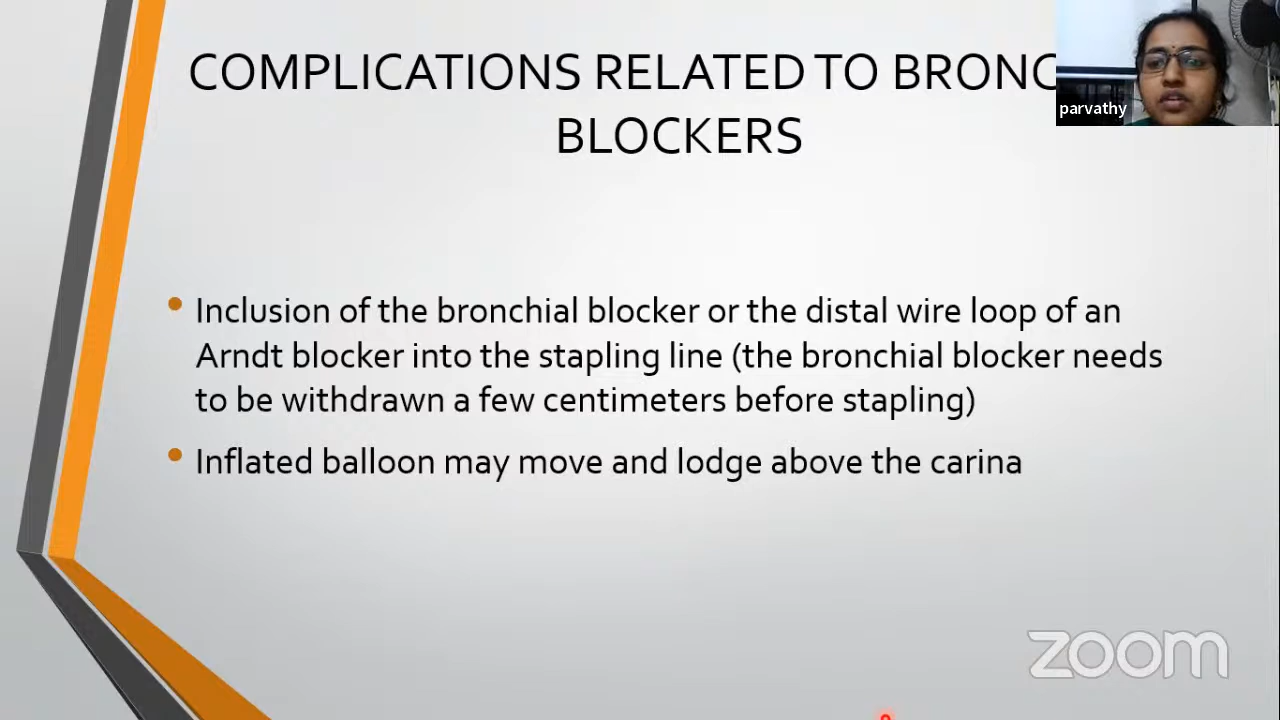 COMPLICATIONS RELATED TO
BLOCKERS
parvathy
• Inclusion of the bronchial blocker or the distal wire loop of an
Arndt blocker into the stapling line (the bronchial blocker needs
to be withdrawn a few centimeters before stapling)
• Inflated balloon may move and lodge above the carina
zoom